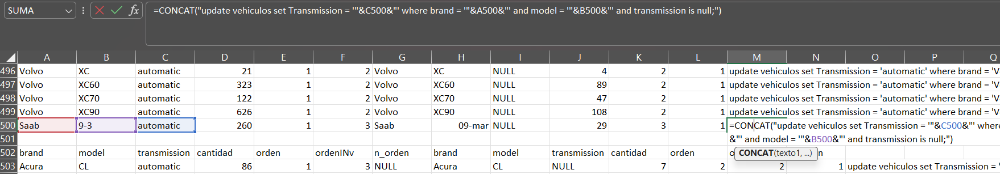 SUMA fx =CONCAT("update vehiculos set Transmission = '"&C500&"' where brand = '"&A500&"' and model = '"&B500&"' and transmission is null;")
A B C D E F G H I J K L M N O P Q
496 Volvo XC automatic 21 1 2 Volvo XC NULL 4 2 1 update vehiculos set Transmission = 'automatic' where brand = 'V
497 Volvo XC60 automatic 323 1 2 Volvo XC60 NULL 89 2 1 update vehiculos set Transmission = 'automatic' where brand = 'V
498 Volvo XC70 automatic 122 1 2 Volvo XC70 NULL 47 2 1 update vehiculos set Transmission = 'automatic' where brand = 'V
499 Volvo XC90 automatic 626 1 2 Volvo XC90 NULL 108 2 1 update vehiculos set Transmission = 'automatic' where brand = 'V
500 Saab 9-3 automatic 260 1 3 Saab 09-mar 29 3 1 =CONCAT("update vehiculos set Transmission = '"&C500&"' where
501 &"' and model = '"&B500&"' and transmission is null;")
502 brand model transmission cantidad orden ordenINv n_orden brand model transmission cantidad orden o CONCAT(texto1, ...) n
503 Acura CL automatic 86 1 3 NULL Acura CL NULL 7 2 2 1 update vehiculos set Transmission = '